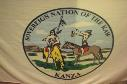 SOVEREIGN NATION OF THE KAW
KANZA